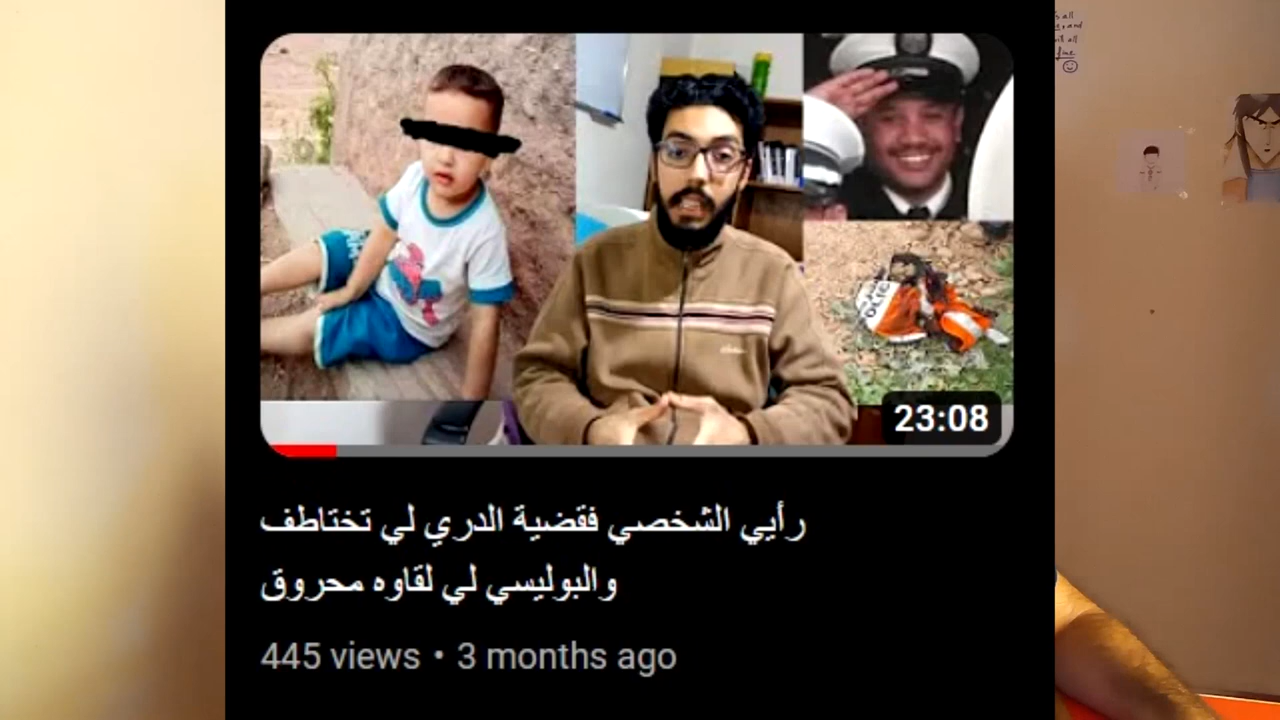 23:08
رأيي الشخصي فقضية الدري لي تختاطف
والبوليسي لي لقاوه محروق
445 views • 3 months ago